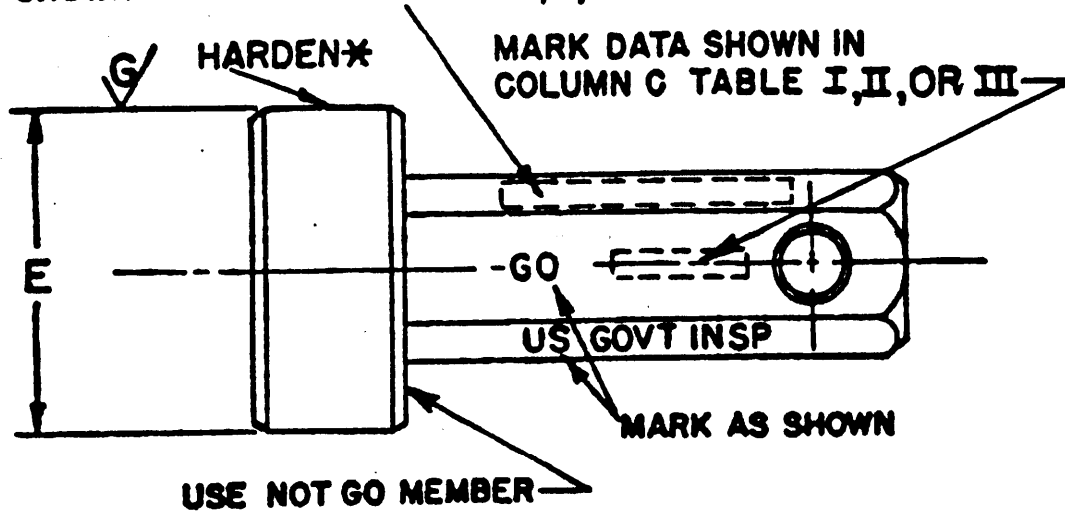 G
HARDEN*
MARK DATA SHOWN IN
COLUMN C TABLE I,II,OR III
E
-GO
US GOVT INSP
MARK AS SHOWN
USE NOT GO MEMBER